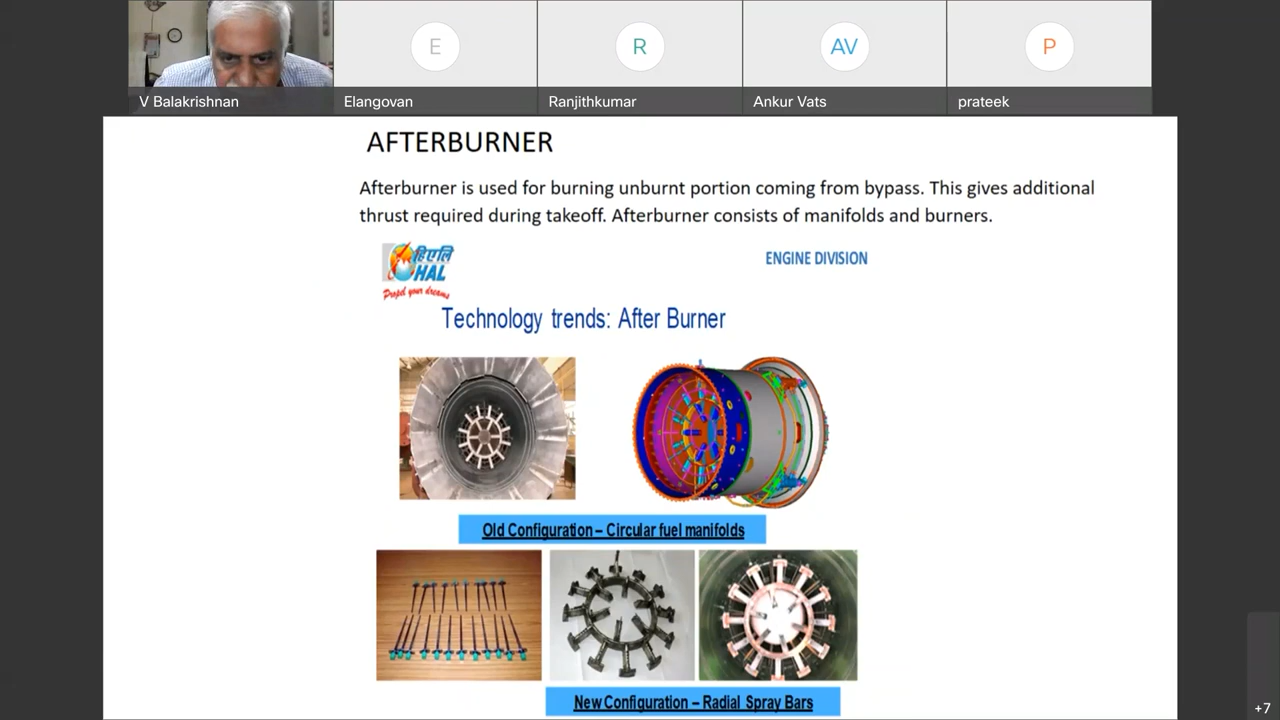 E
R
AV
P
V Balakrishnan
Elangovan
Ranjithkumar
Ankur Vats
prateek
AFTERBURNER
Afterburner is used for burning unburnt portion coming from bypass. This gives additional
thrust required during takeoff. Afterburner consists of manifolds and burners.
हिएलि
HAL
Propel your dreams
ENGINE DIVISION
Technology trends: After Burner
Old Configuration – Circular fuel manifolds
New Configuration – Radial Spray Bars
+7